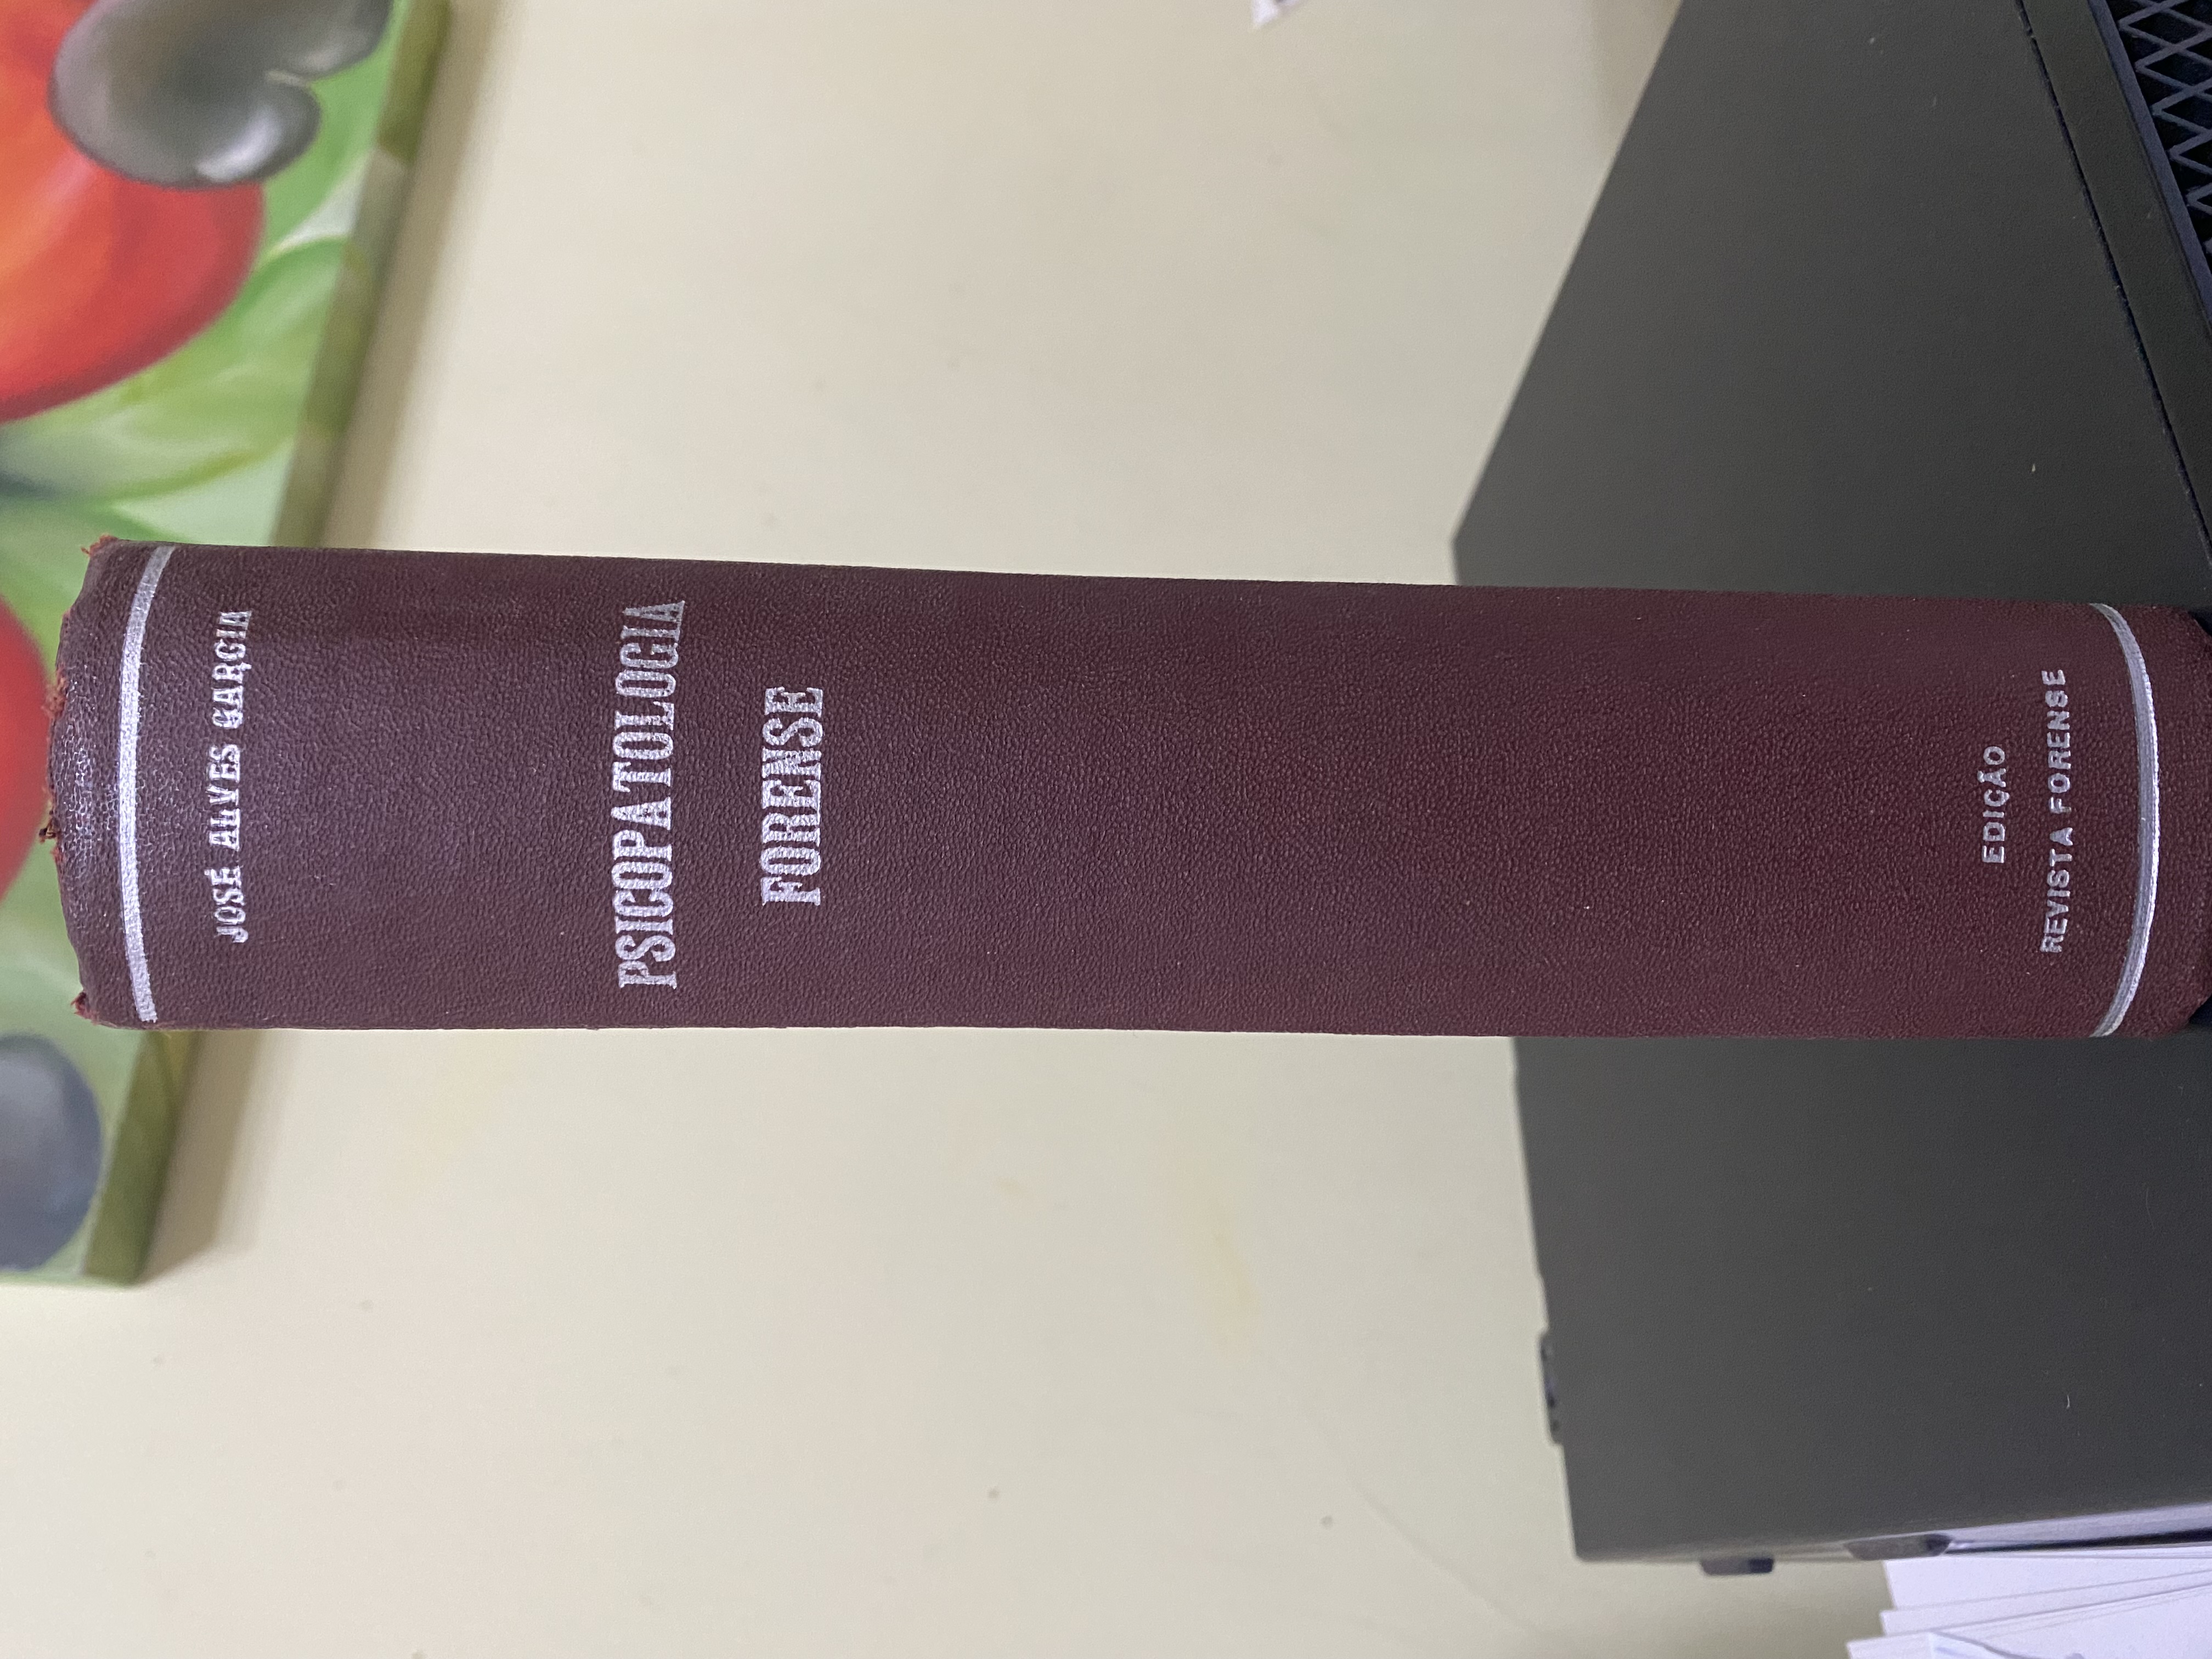 JOSÉ ALVES GARCIA
PSICOPATOLOGIA
FORENSE
EDIÇÃO
REVISTA FORENSE